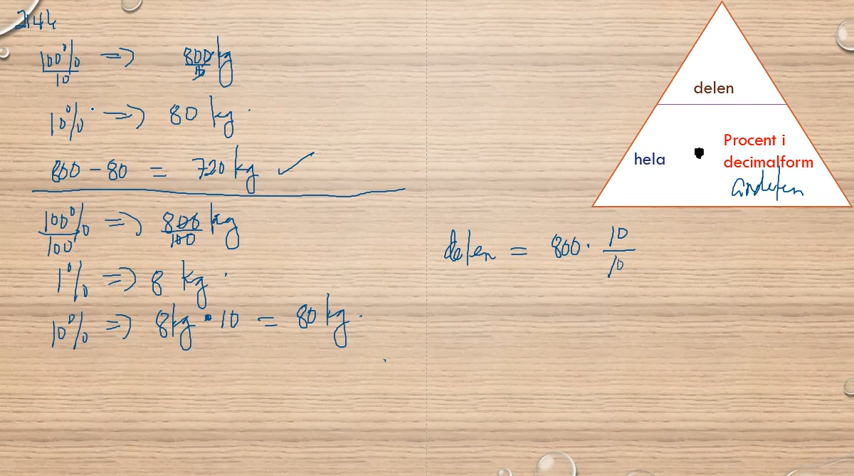 2144
100%/10 => 800/10 kg
10% => 80 kg
800 - 80 = 720 kg ✓
100%/100 => 800/100 kg
1% => 8 kg
10% => 8kg · 10 = 80 kg
delen
hela • Procent i
decimalform
andelen
delen = 800 · 10/10